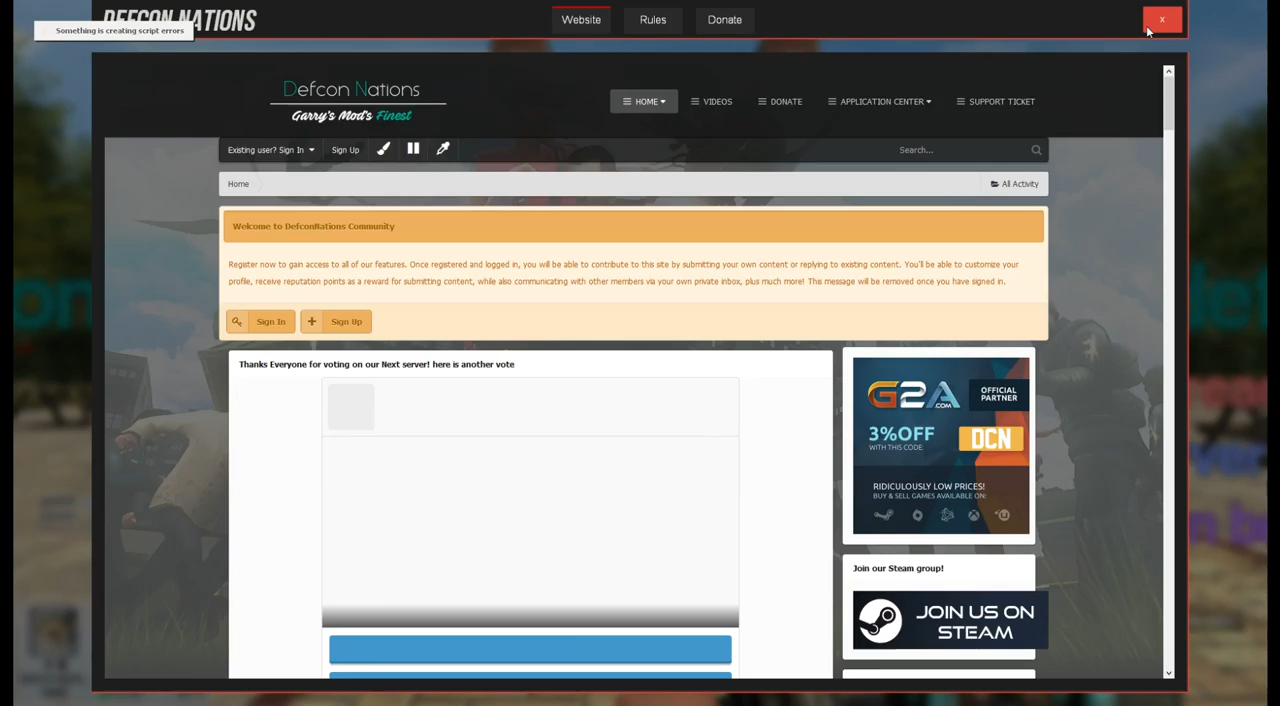 DEFCON NATIONS
Something is creating script errors
Website
Rules
Donate
x
Defcon Nations
Garry's Mod's Finest
HOME
VIDEOS
DONATE
APPLICATION CENTER
SUPPORT TICKET
Existing user? Sign In
Sign Up
Search...
Home
All Activity
Welcome to DefconNations Community
Register now to gain access to all of our features. Once registered and logged in, you will be able to contribute to this site by submitting your own content or replying to existing content. You'll be able to customize your
profile, receive reputation points as a reward for submitting content, while also communicating with other members via your own private inbox, plus much more! This message will be removed once you have signed in.
Sign In
Sign Up
Thanks Everyone for voting on our Next server! here is another vote
G2A.COM
OFFICIAL
PARTNER
3%OFF
WITH THIS CODE
DCN
RIDICULOUSLY LOW PRICES!
BUY & SELL GAMES AVAILABLE ON:
Join our Steam group!
JOIN US ON
STEAM